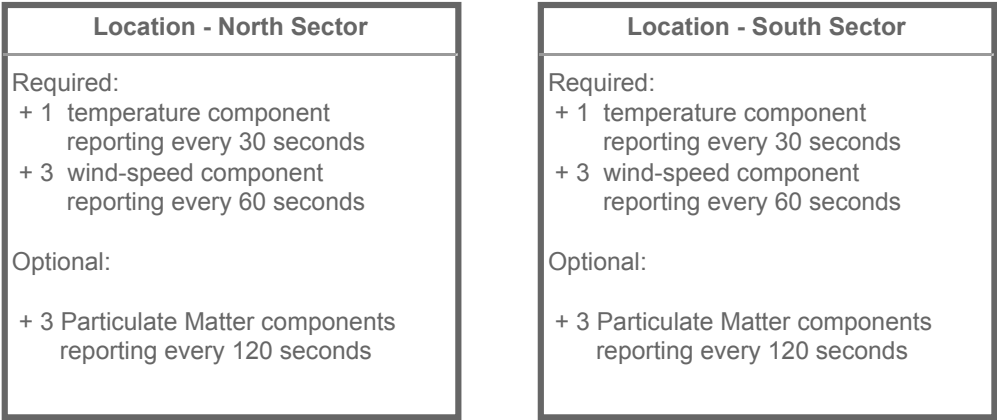 Location - North Sector
Required:
+ 1 temperature component
reporting every 30 seconds
+ 3 wind-speed component
reporting every 60 seconds
Optional:
+ 3 Particulate Matter components
reporting every 120 seconds
Location - South Sector
Required:
+ 1 temperature component
reporting every 30 seconds
+ 3 wind-speed component
reporting every 60 seconds
Optional:
+ 3 Particulate Matter components
reporting every 120 seconds